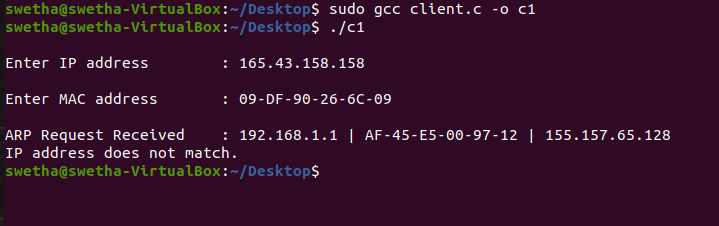 swetha@swetha-VirtualBox:~/Desktop$ sudo gcc client.c -o c1
swetha@swetha-VirtualBox:~/Desktop$ ./c1
Enter IP address        : 165.43.158.158
Enter MAC address       : 09-DF-90-26-6C-09
ARP Request Received    : 192.168.1.1 | AF-45-E5-00-97-12 | 155.157.65.128
IP address does not match.
swetha@swetha-VirtualBox:~/Desktop$